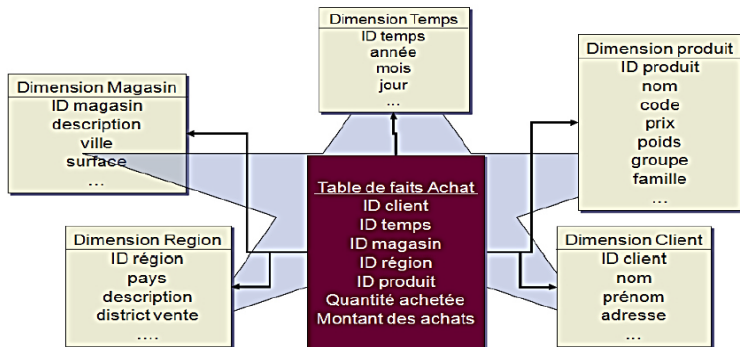 Dimension Temps
ID temps
année
mois
jour
...
Dimension Magasin
ID magasin
description
ville
surface
...
Dimension produit
ID produit
nom
code
prix
poids
groupe
famille
...
Table de faits Achat
ID client
ID temps
ID magasin
ID région
ID produit
Quantité achetée
Montant des achats
Dimension Region
ID région
pays
description
district vente
....
Dimension Client
ID client
nom
prénom
adresse
...